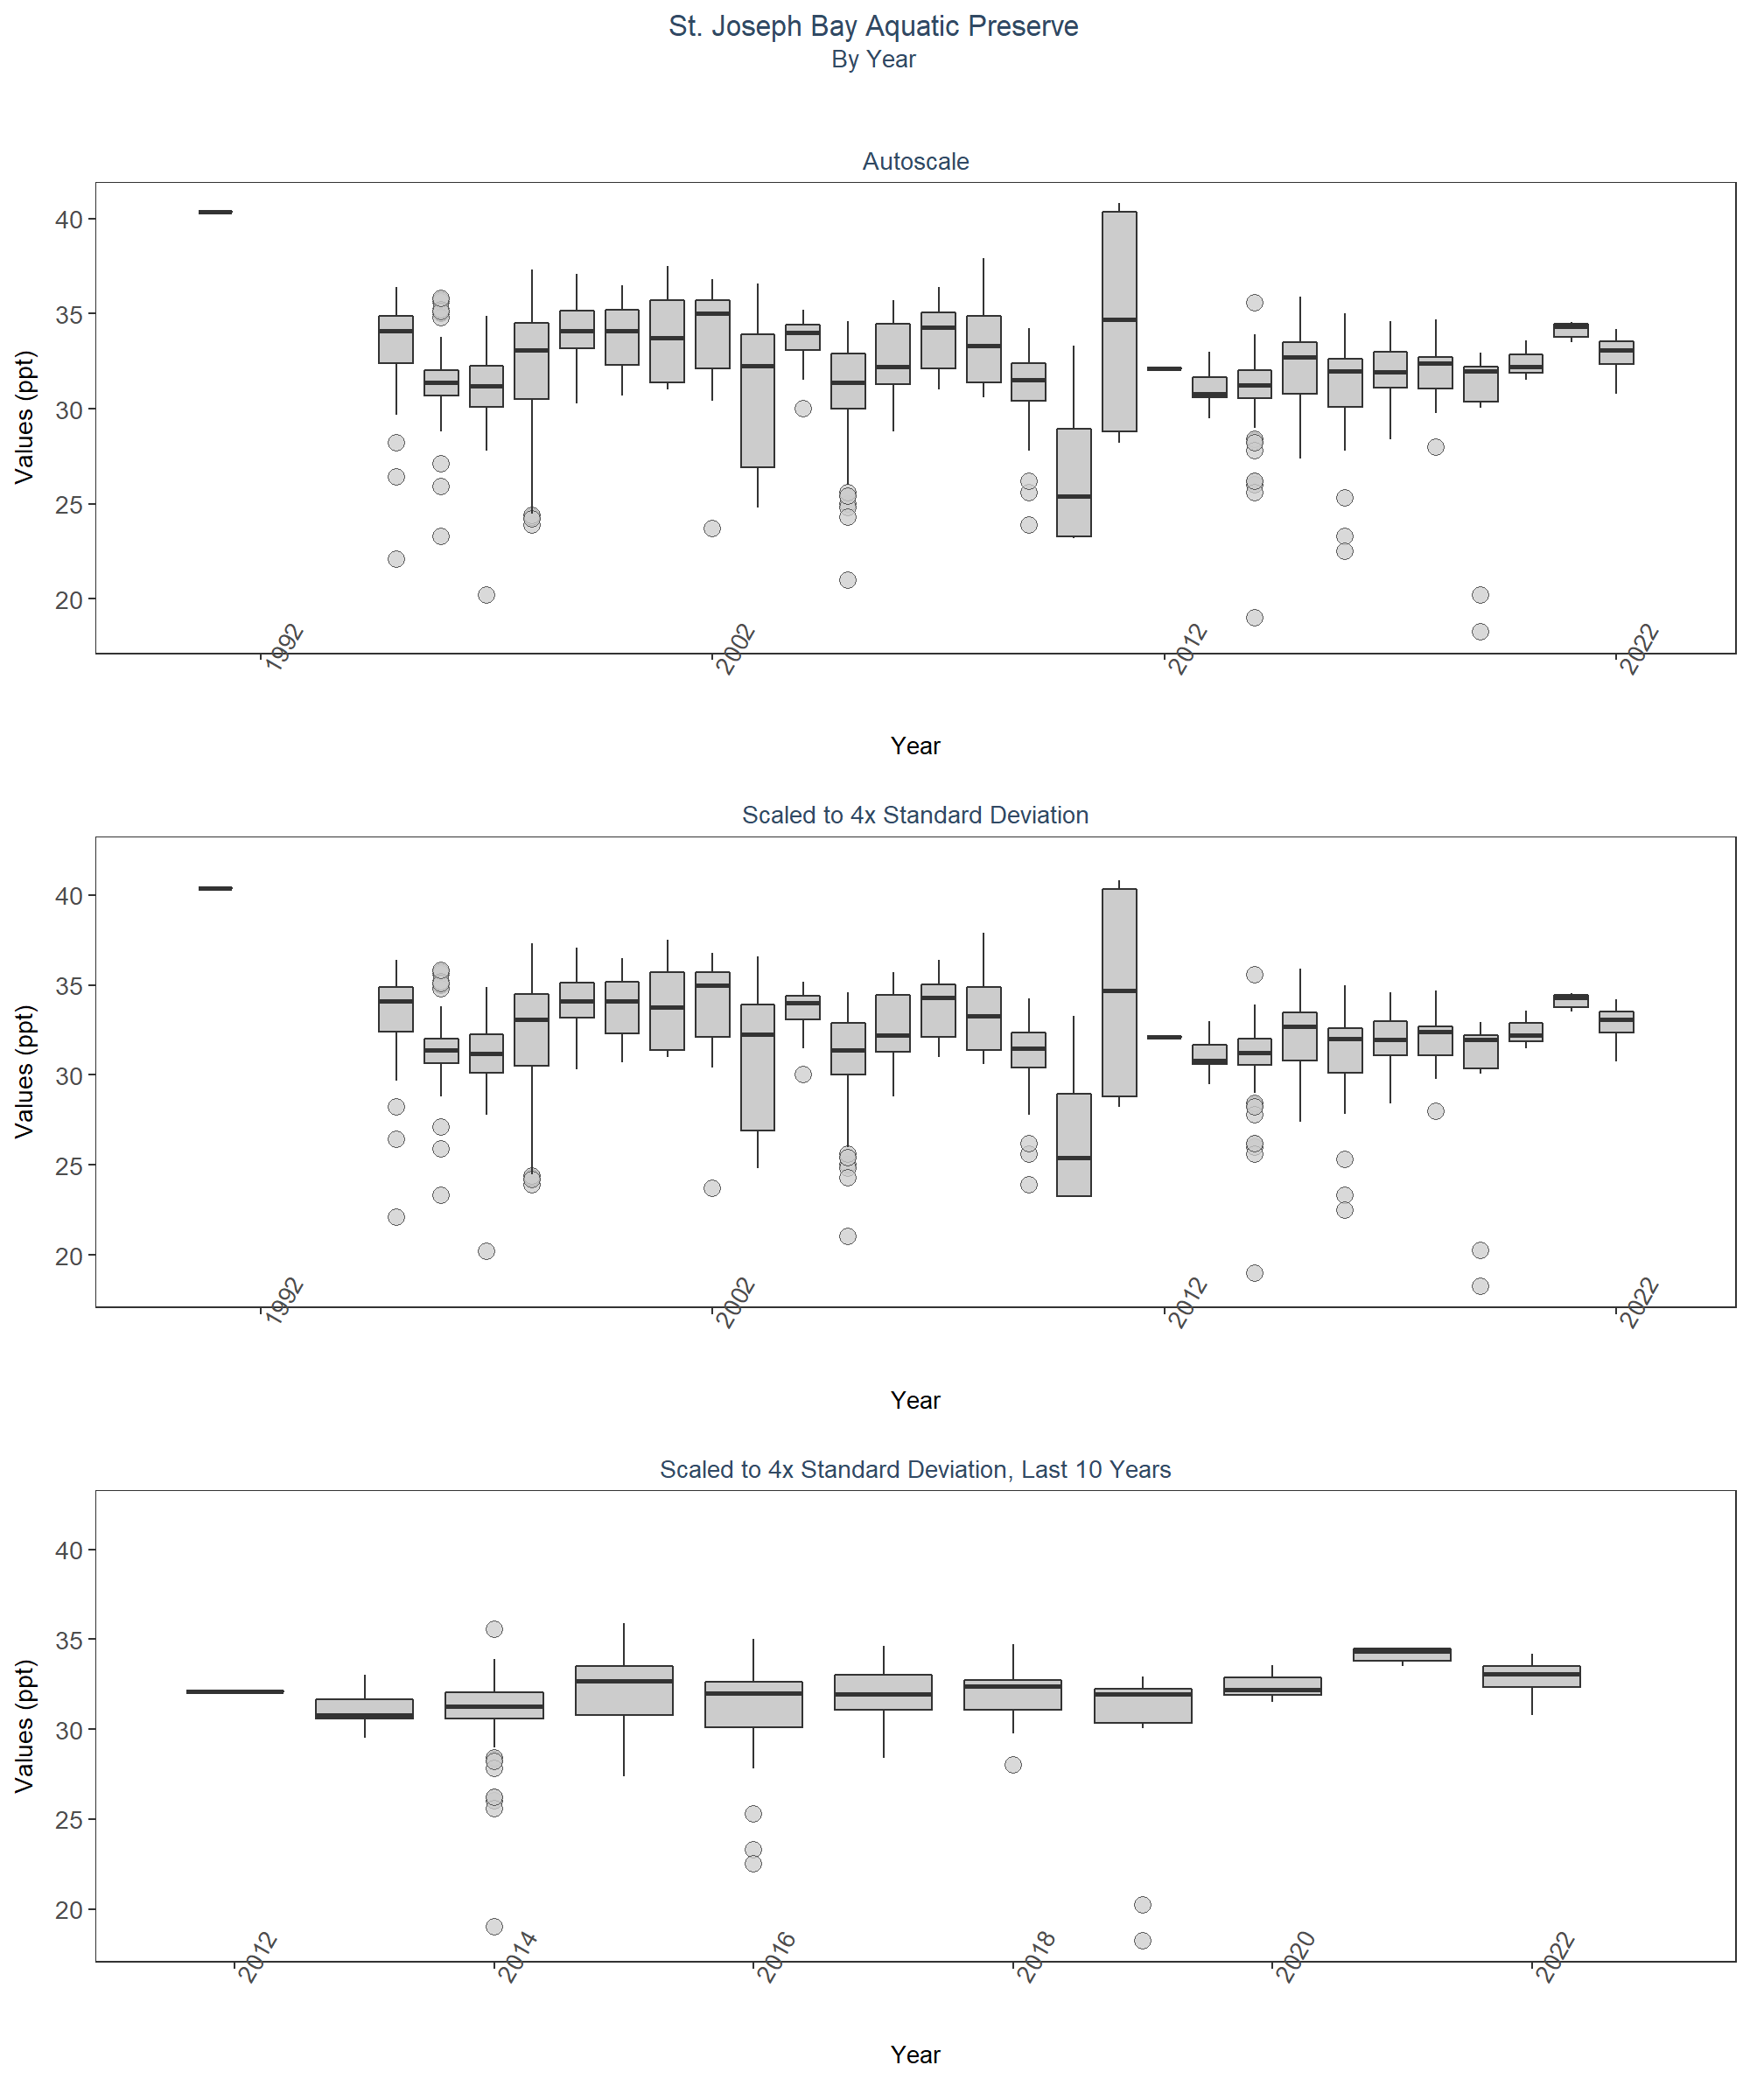 St. Joseph Bay Aquatic Preserve
By Year
Autoscale
Values (ppt)
40
35
30
25
20
1992
2002
2012
2022
Year
Scaled to 4x Standard Deviation
Values (ppt)
40
35
30
25
20
1992
2002
2012
2022
Year
Scaled to 4x Standard Deviation, Last 10 Years
Values (ppt)
40
35
30
25
20
2012
2014
2016
2018
2020
2022
Year